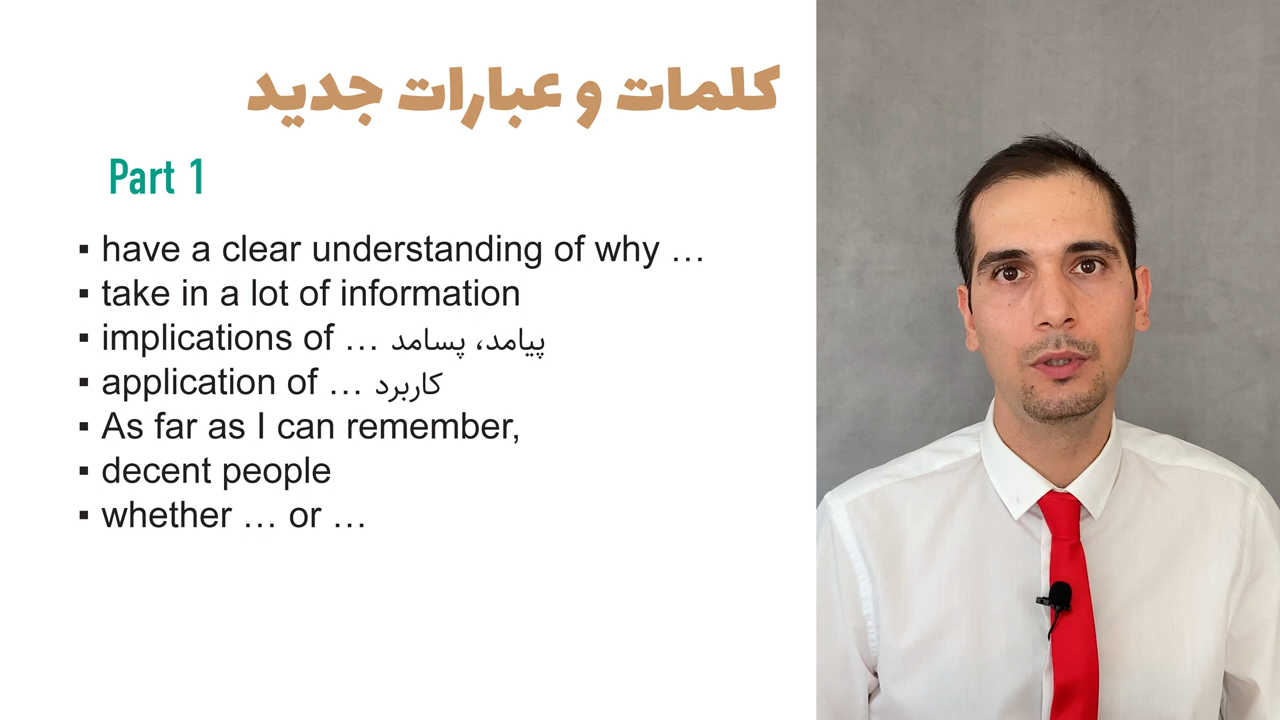 کلمات و عبارات جدید
Part 1
▪ have a clear understanding of why …
▪ take in a lot of information
▪ implications of … پیامد، پسامد
▪ application of … کاربرد
▪ As far as I can remember,
▪ decent people
▪ whether … or …